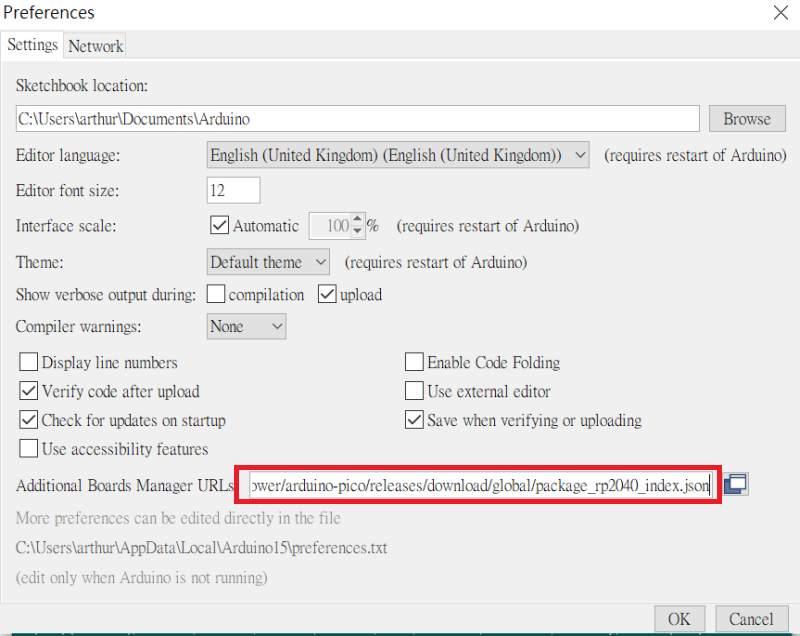 Preferences
Settings Network
Sketchbook location:
C:\Users\arthur\Documents\Arduino Browse
Editor language: English (United Kingdom) (English (United Kingdom)) (requires restart of Arduino)
Editor font size: 12
Interface scale: Automatic 100 % (requires restart of Arduino)
Theme: Default theme (requires restart of Arduino)
Show verbose output during: compilation upload
Compiler warnings: None
Display line numbers Enable Code Folding
Verify code after upload Use external editor
Check for updates on startup Save when verifying or uploading
Use accessibility features
Additional Boards Manager URLs ower/arduino-pico/releases/download/global/package_rp2040_index.json
More preferences can be edited directly in the file
C:\Users\arthur\AppData\Local\Arduino15\preferences.txt
(edit only when Arduino is not running)
OK Cancel